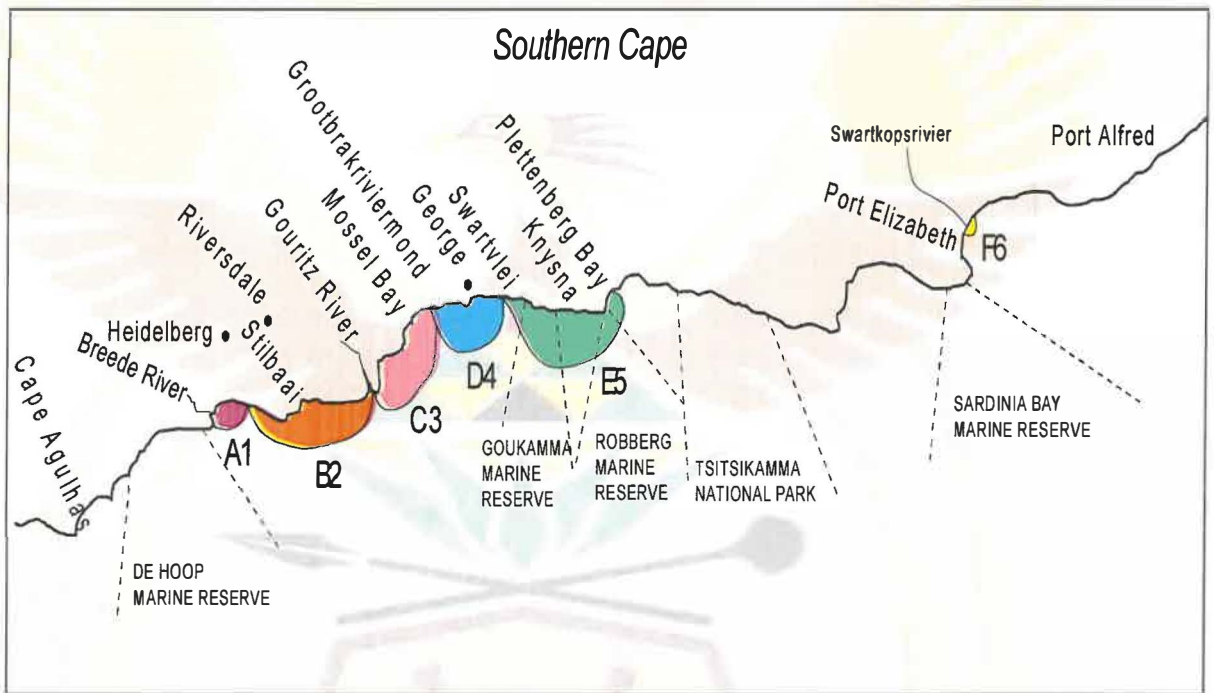 Southern Cape
Cape Agulhas
Breede River
Heidelberg
Riversdale
Stilbaai
Gouritz River
Mossel Bay
Grootbrakriviermond
George
Swartvlei
Knysna
Plettenberg Bay
Port Elizabeth
Swartkopsrivier
Port Alfred
A1
B2
C3
D4
E5
F6
DE HOOP
MARINE RESERVE
GOUKAMMA
MARINE
RESERVE
ROBBERG
MARINE
RESERVE
TSITSIKAMMA
NATIONAL PARK
SARDINIA BAY
MARINE RESERVE